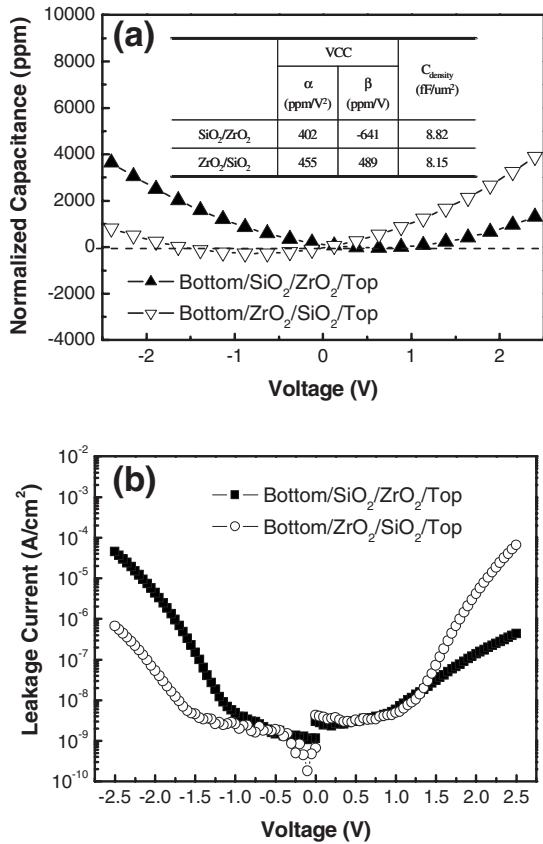 (a)
VCC
α (ppm/V²)
β (ppm/V)
C_density (fF/um²)
SiO₂/ZrO₂ 402 -641 8.82
ZrO₂/SiO₂ 455 489 8.15
10000
8000
6000
4000
2000
0
-2000
-4000
Normalized Capacitance (ppm)
Bottom/SiO₂/ZrO₂/Top
Bottom/ZrO₂/SiO₂/Top
-2 -1 0 1 2
Voltage (V)
(b)
10⁻²
10⁻³
10⁻⁴
10⁻⁵
10⁻⁶
10⁻⁷
10⁻⁸
10⁻⁹
10⁻¹⁰
Leakage Current (A/cm²)
Bottom/SiO₂/ZrO₂/Top
Bottom/ZrO₂/SiO₂/Top
-2.5 -2.0 -1.5 -1.0 -0.5 0.0 0.5 1.0 1.5 2.0 2.5
Voltage (V)